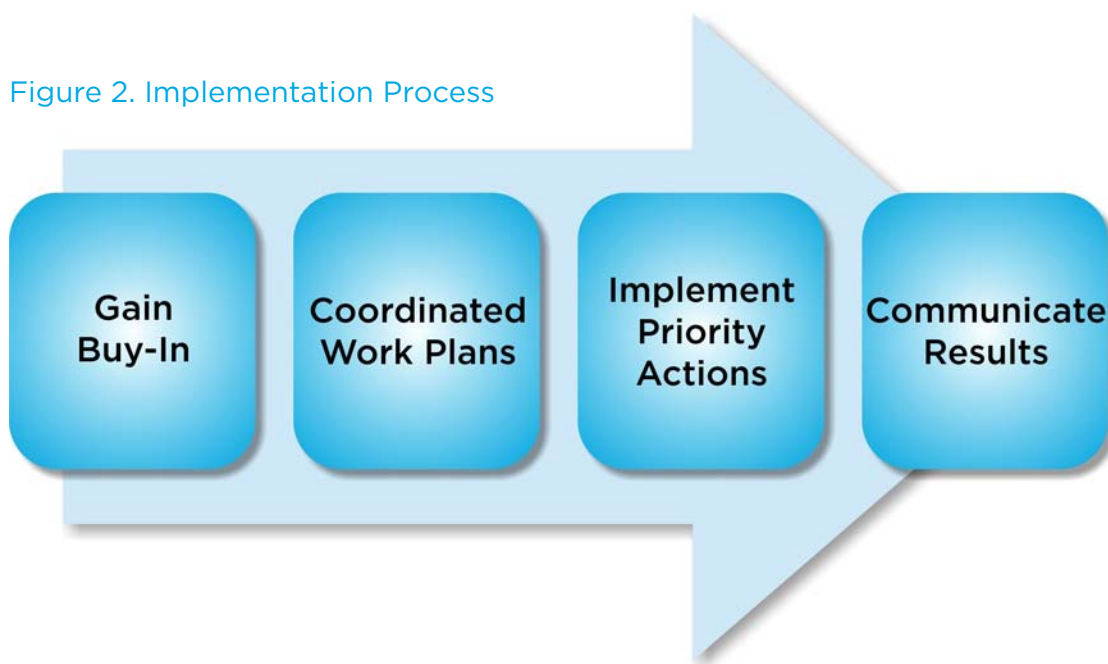 Figure 2. Implementation Process
Gain
Buy-In
Coordinated
Work Plans
Implement
Priority
Actions
Communicate
Results